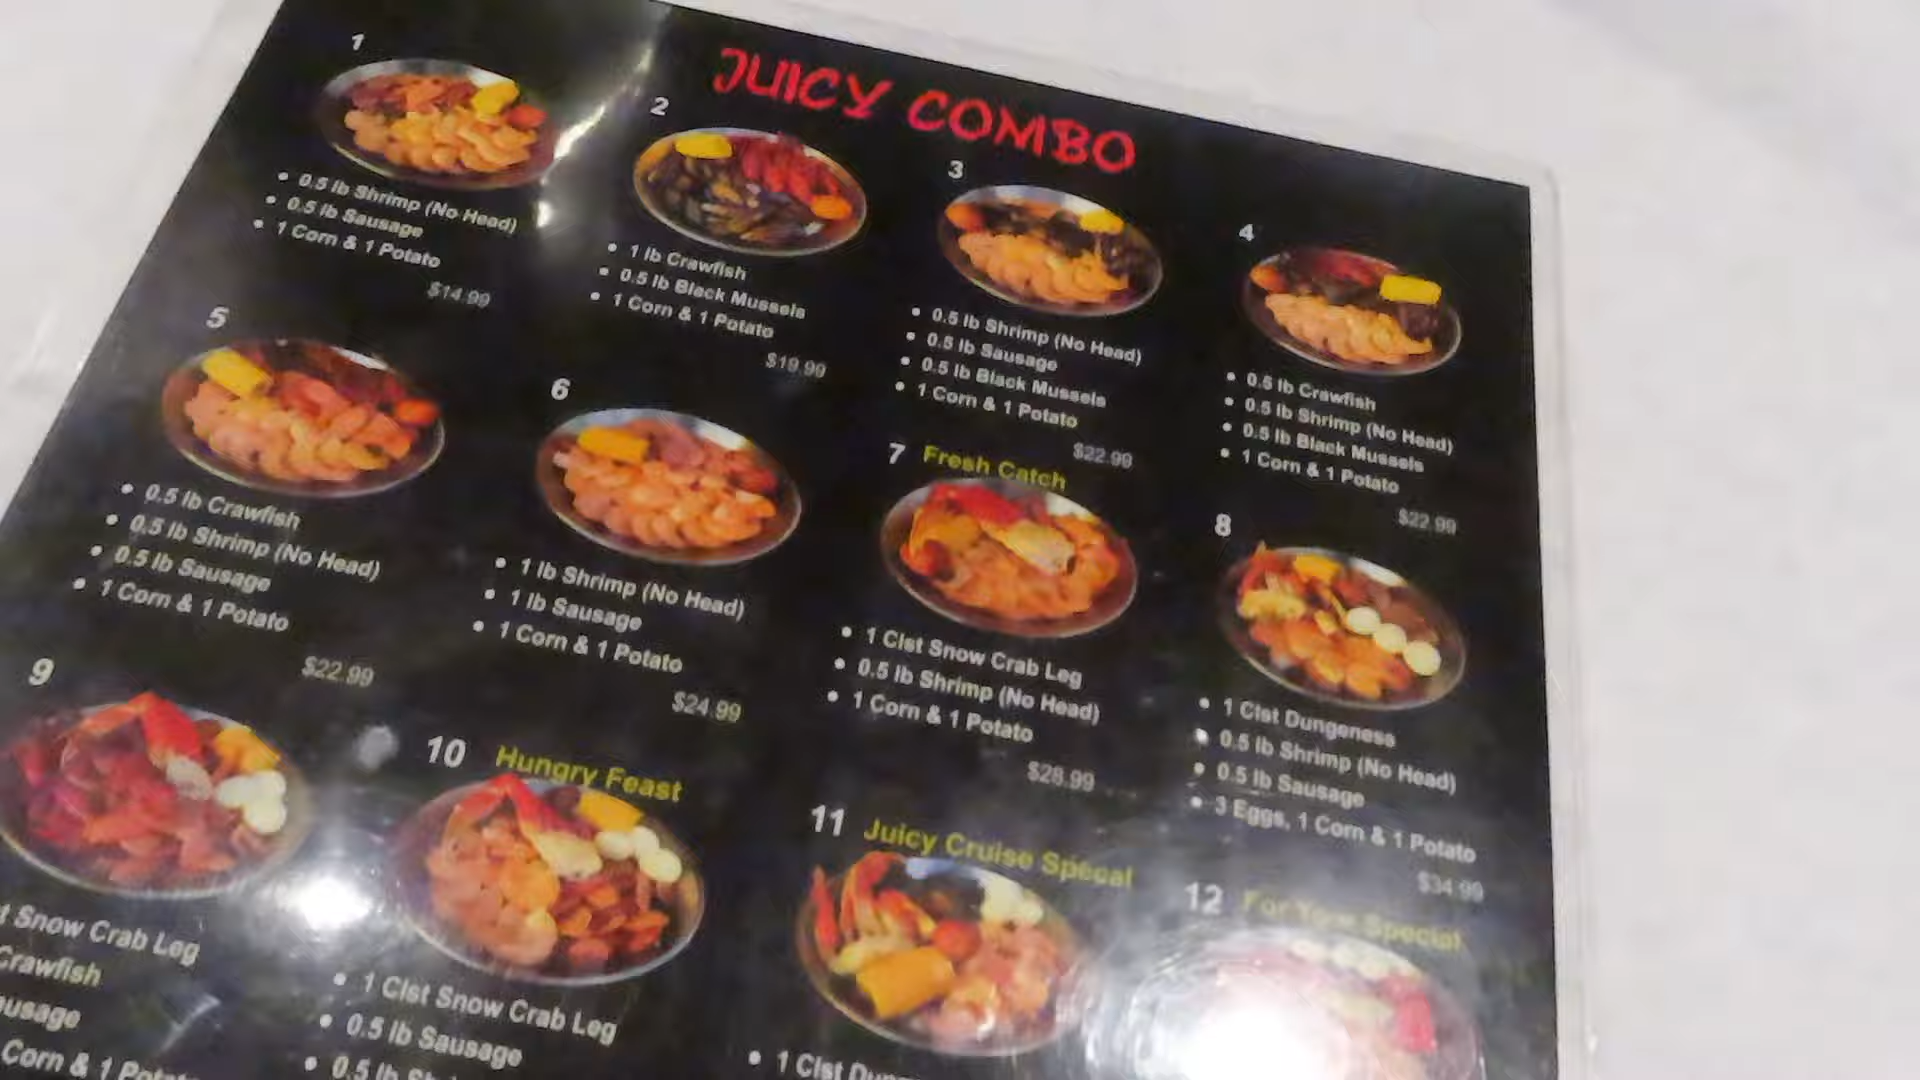 JUICY COMBO
1
0.5 lb Shrimp (No Head)
0.5 lb Sausage
1 Corn & 1 Potato
$14.99
2
1 lb Crawfish
0.5 lb Black Mussels
1 Corn & 1 Potato
$19.99
3
0.5 lb Shrimp (No Head)
0.5 lb Sausage
0.5 lb Black Mussels
1 Corn & 1 Potato
$22.99
4
0.5 lb Crawfish
0.5 lb Shrimp (No Head)
0.5 lb Black Mussels
1 Corn & 1 Potato
$22.99
5
0.5 lb Crawfish
0.5 lb Shrimp (No Head)
0.5 lb Sausage
1 Corn & 1 Potato
$22.99
6
1 lb Shrimp (No Head)
1 lb Sausage
1 Corn & 1 Potato
$24.99
7 Fresh Catch
1 Clst Snow Crab Leg
0.5 lb Shrimp (No Head)
1 Corn & 1 Potato
$28.99
8
1 Clst Dungeness
0.5 lb Shrimp (No Head)
0.5 lb Sausage
3 Eggs, 1 Corn & 1 Potato
$34.99
9
Snow Crab Leg
Crawfish
Corn & 1
10 Hungry Feast
1 Clst Snow Crab Leg
0.5 lb Sausage
0.5 lb
11 Juicy Cruise Specal
1 Clst
12 For Special